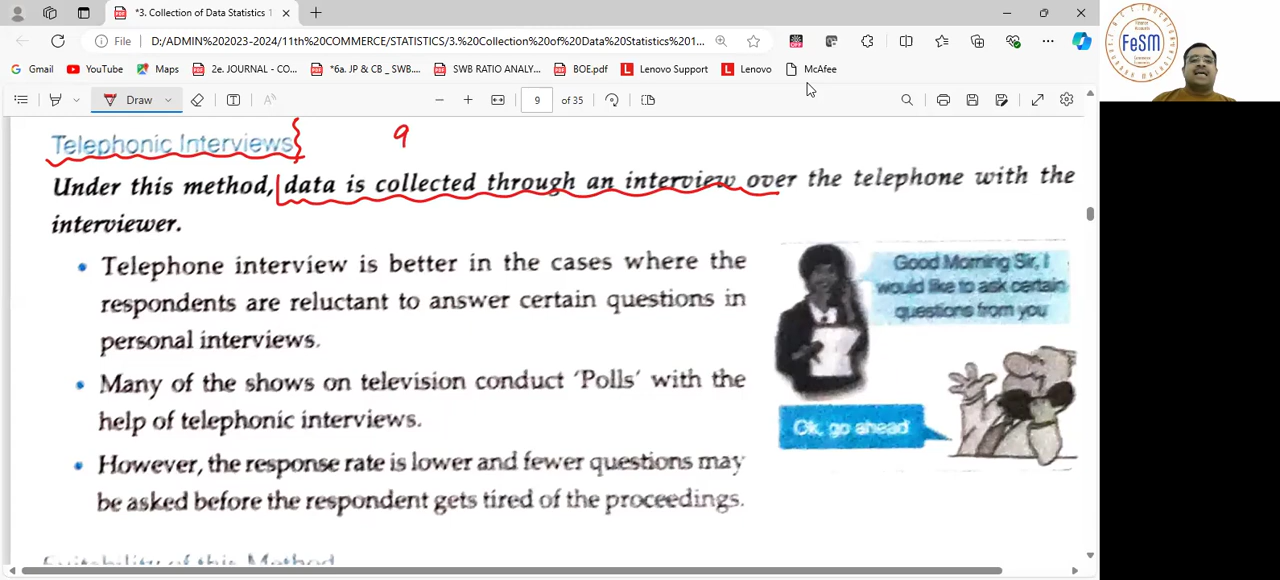 *3. Collection of Data Statistics 1
File
D:/ADMIN%202023-2024/11th%20COMMERCE/STATISTICS/3.%20Collection%20of%20Data%20Statistics%201...
Gmail
YouTube
Maps
2E. JOURNAL - CO...
*6a. JP & CB _ SWB....
SWB RATIO ANALY...
BOE.pdf
Lenovo Support
Lenovo
McAfee
Draw
9
of 35
FeSM
Telephonic Interviews
9
Under this method, data is collected through an interview over the telephone with the
interviewer.
• Telephone interview is better in the cases where the
respondents are reluctant to answer certain questions in
personal interviews.
• Many of the shows on television conduct 'Polls' with the
help of telephonic interviews.
• However, the response rate is lower and fewer questions may
be asked before the respondent gets tired of the proceedings.
Good Morning Sir, I
would like to ask certain
questions from you
Ok, go ahead
Suitability of this Method